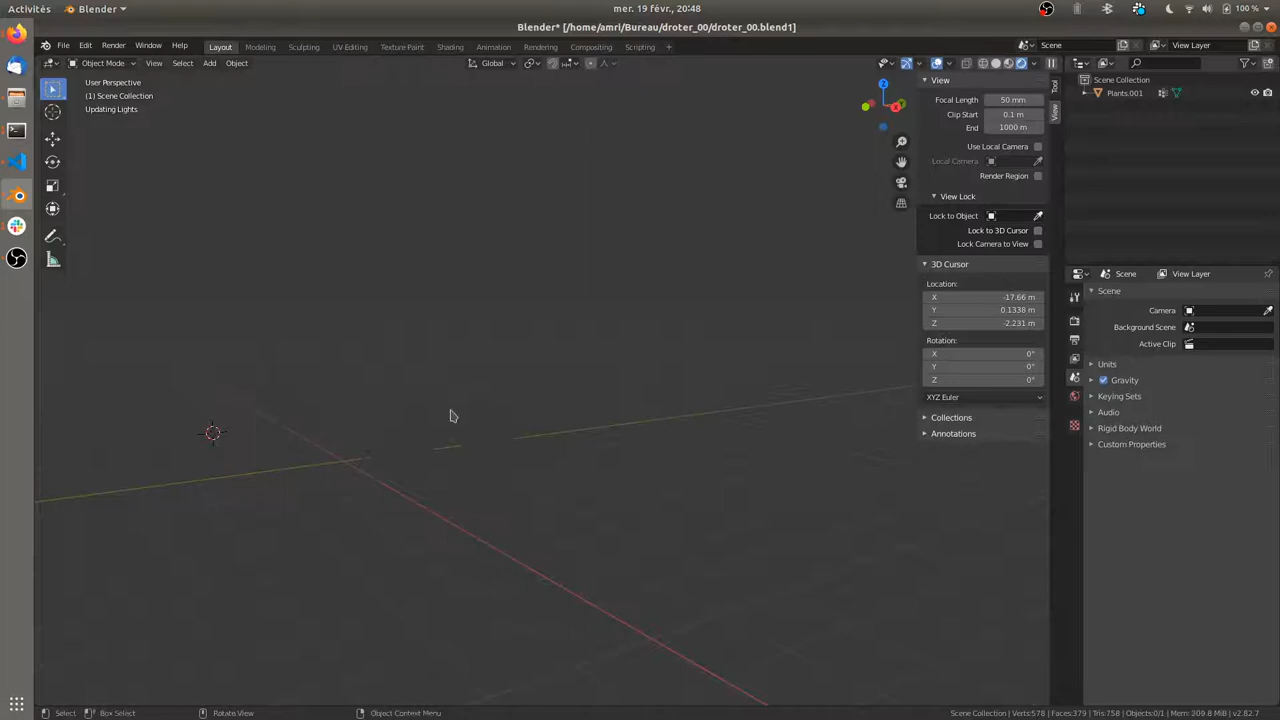 Activités
Blender
mer. 19 févr., 20:48
100 %
Blender* [/home/amri/Bureau/droter_00/droter_00.blend1]
File Edit Render Window Help
Layout Modeling Sculpting UV Editing Texture Paint Shading Animation Rendering Compositing Scripting +
Scene
View Layer
Object Mode View Select Add Object
Global
User Perspective
(1) Scene Collection
Updating Lights
View
Focal Length 50 mm
Clip Start 0.1 m
End 1000 m
Use Local Camera
Local Camera
Render Region
View Lock
Lock to Object
Lock to 3D Cursor
Lock Camera to View
3D Cursor
Location:
X -17.66 m
Y 0.1338 m
Z -2.231 m
Rotation:
X 0°
Y 0°
Z 0°
XYZ Euler
Collections
Annotations
Tool
View
Scene Collection
Plants.001
Scene View Layer
Scene
Camera
Background Scene
Active Clip
Units
Gravity
Keying Sets
Audio
Rigid Body World
Custom Properties
Select Box Select Rotate View Object Context Menu
Scene Collection | Verts:578 | Faces:379 | Tris:758 | Objects:0/1 | Mem: 309.8 MiB | v2.82.7